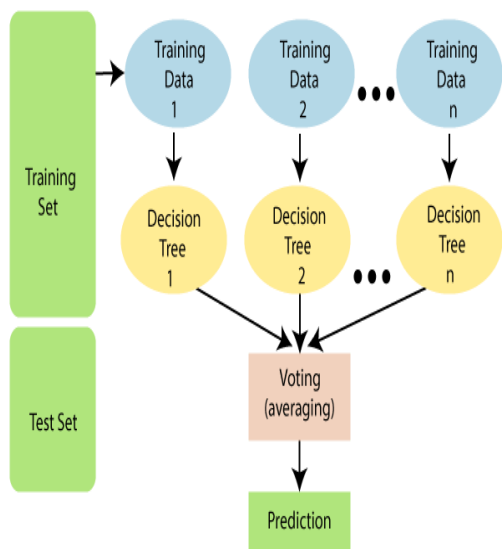 Training
Set
Training
Data
1
Training
Data
2
Training
Data
n
Decision
Tree
1
Decision
Tree
2
Decision
Tree
n
Test Set
Voting
(averaging)
Prediction